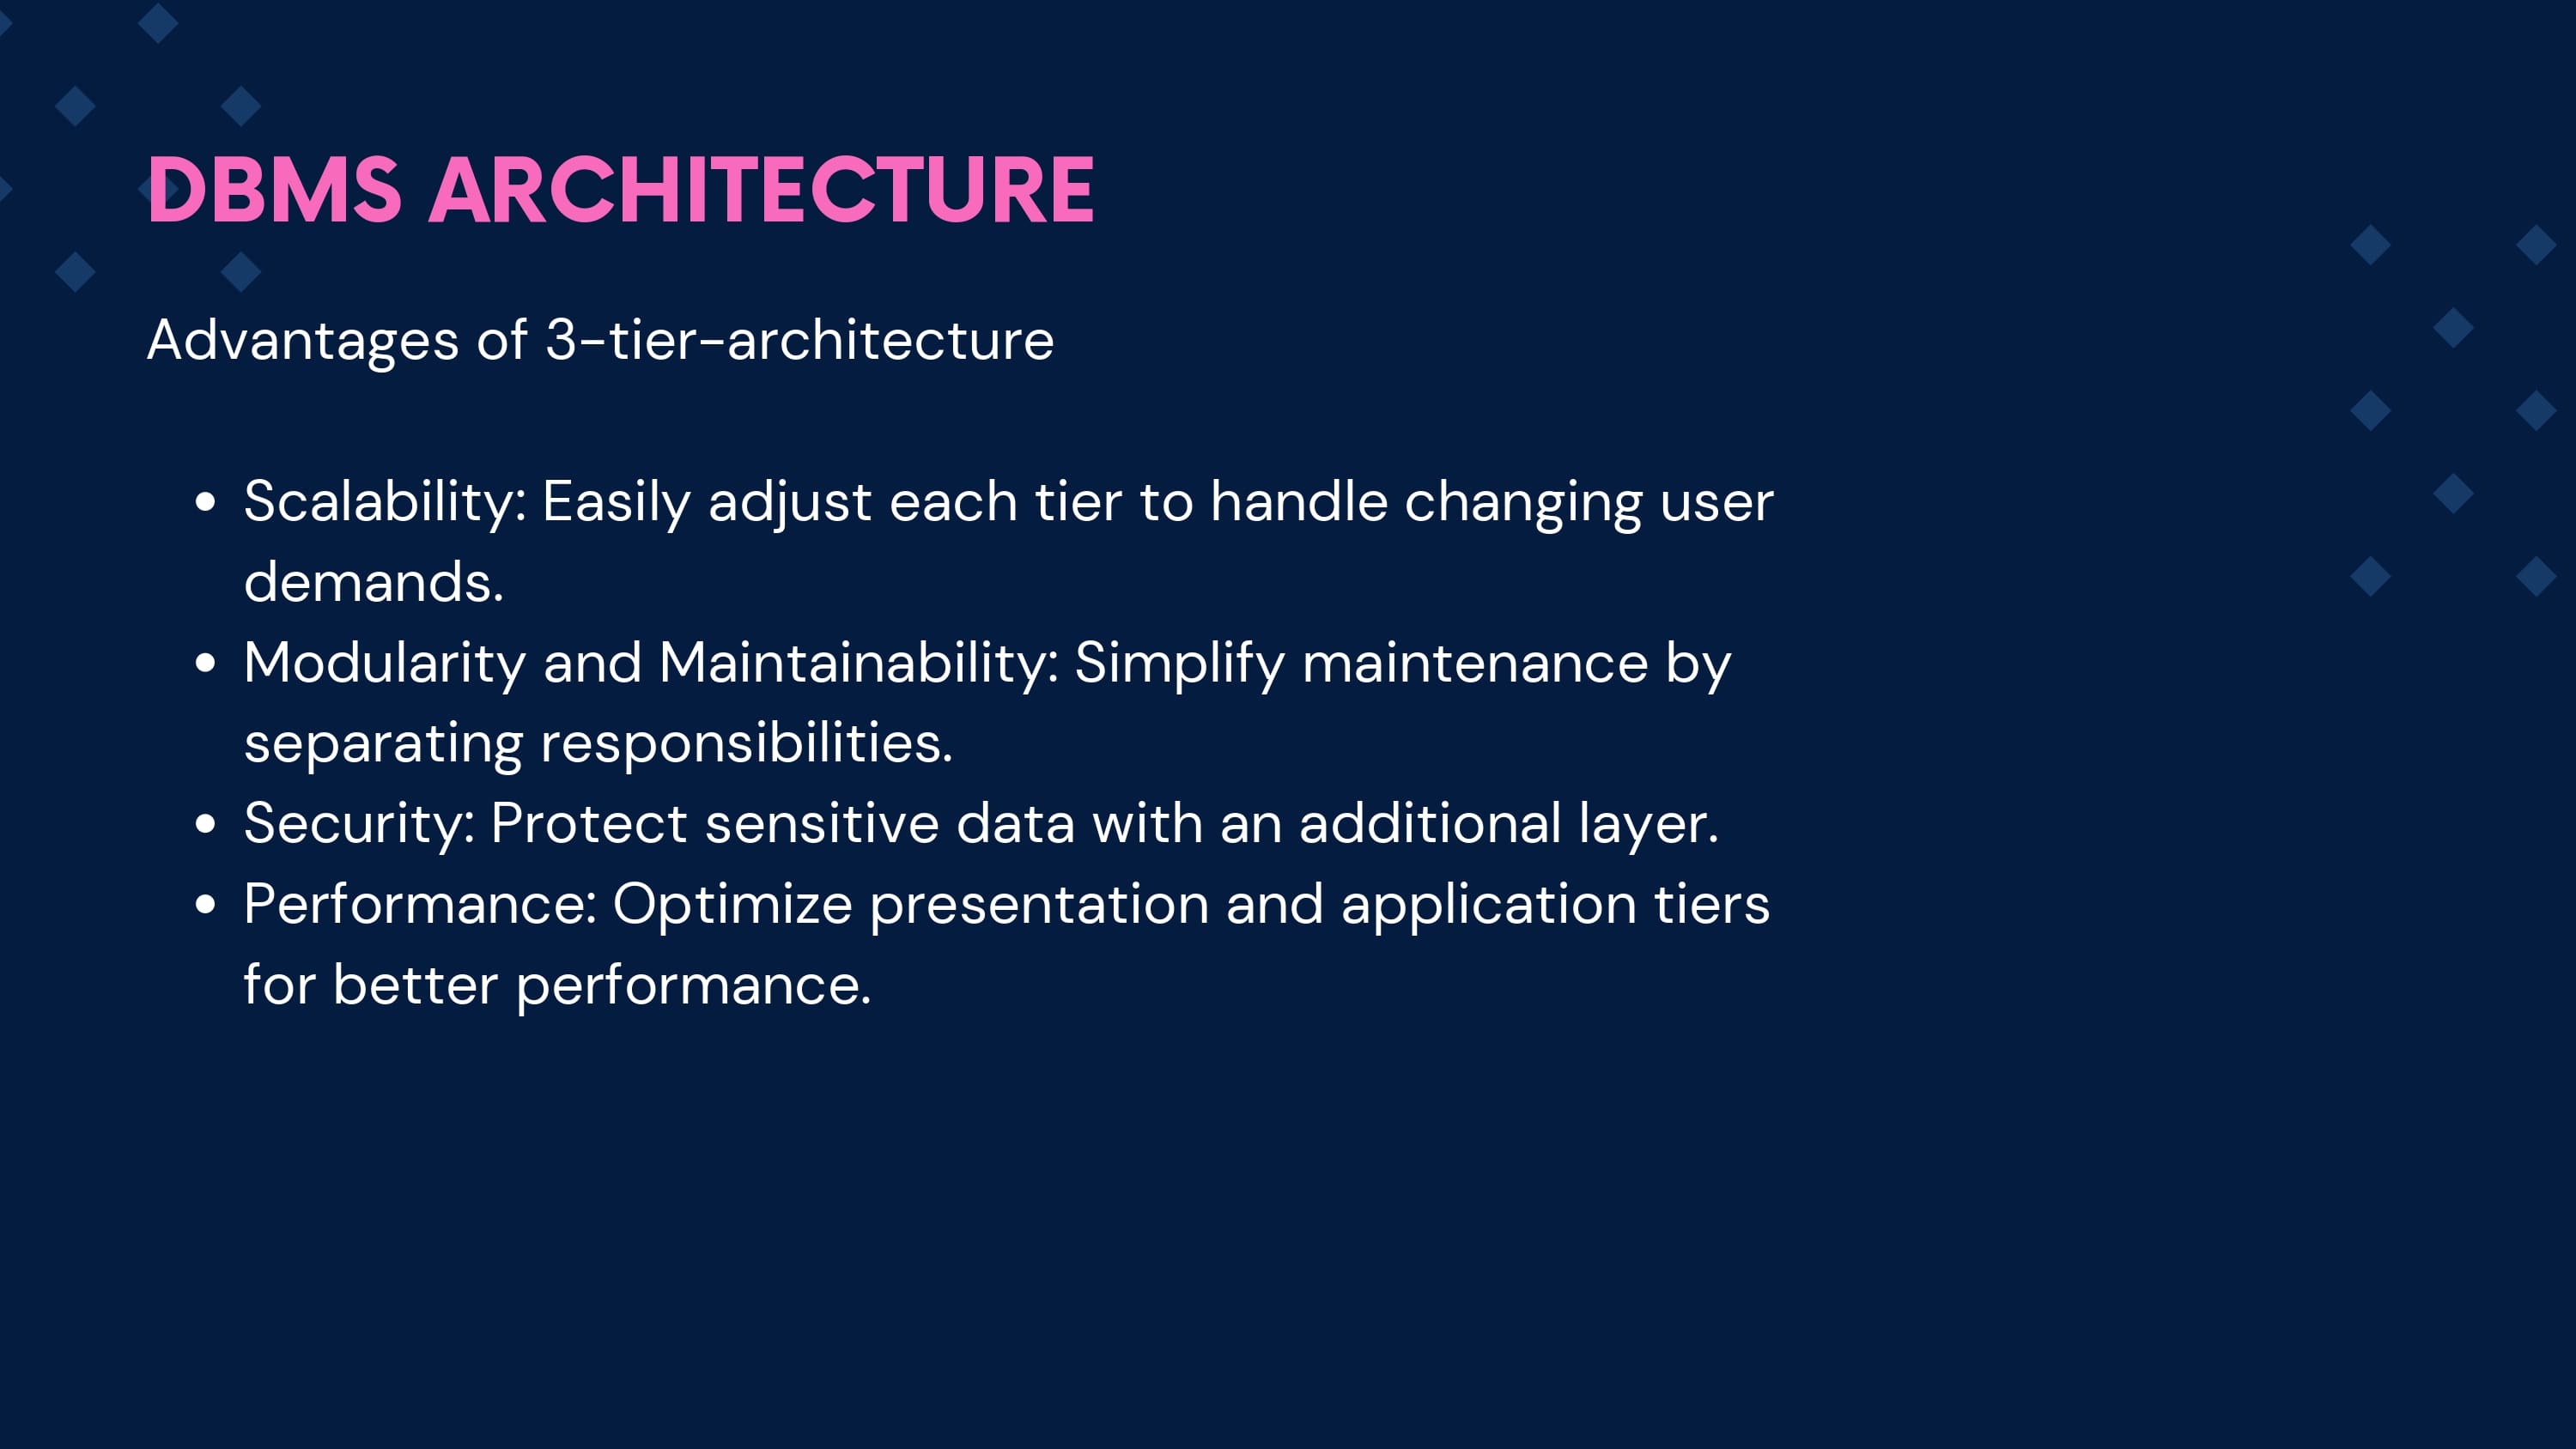 DBMS ARCHITECTURE
Advantages of 3-tier-architecture
• Scalability: Easily adjust each tier to handle changing user
demands.
• Modularity and Maintainability: Simplify maintenance by
separating responsibilities.
• Security: Protect sensitive data with an additional layer.
• Performance: Optimize presentation and application tiers
for better performance.